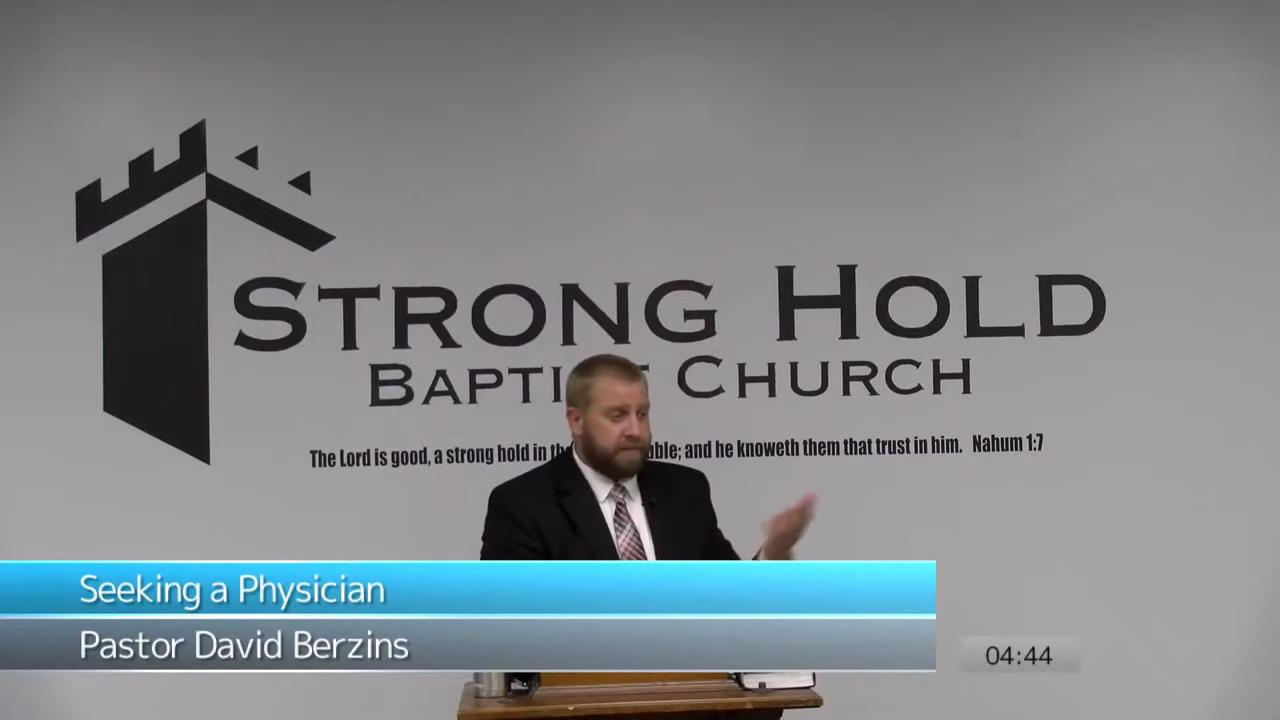 STRONG HOLD
BAPTI CHURCH
The Lord is good, a strong hold in th ble; and he knoweth them that trust in him. Nahum 1:7
Seeking a Physician
Pastor David Berzins
04:44